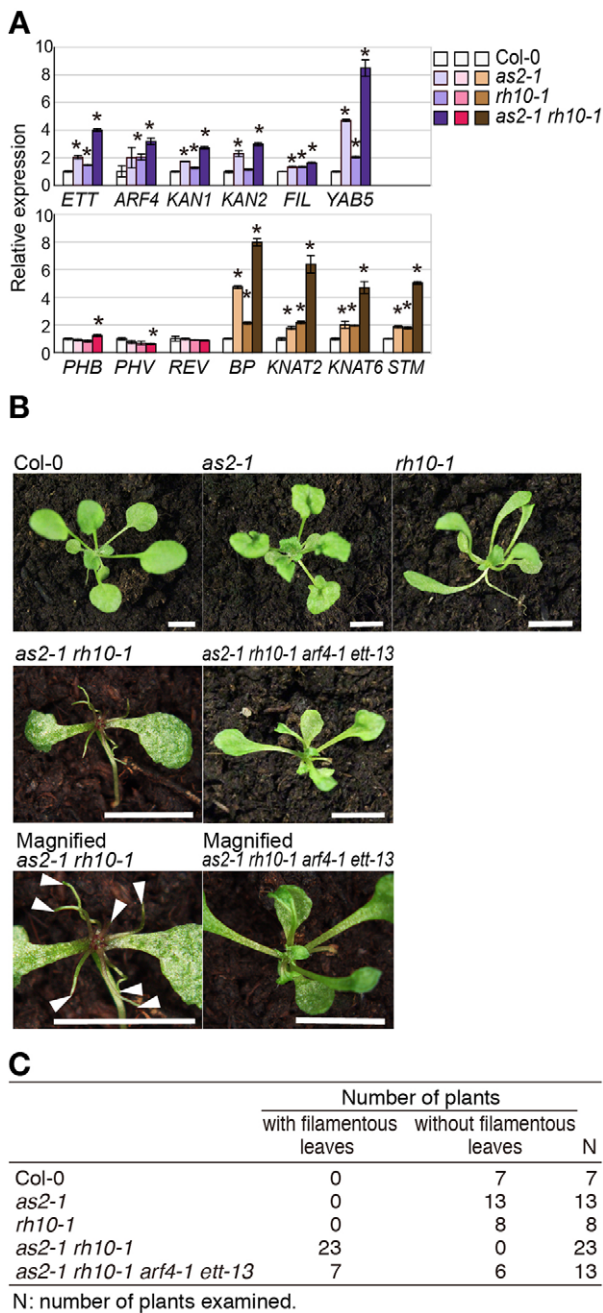 A
Relative expression
10
8
6
4
2
0
Col-0
as2-1
rh10-1
as2-1 rh10-1
* * * * * * * * * * * * * * * *
ETT ARF4 KAN1 KAN2 FIL YAB5
10
8
6
4
2
0
* * * * * * * * * * * * * *
PHB PHV REV BP KNAT2 KNAT6 STM
B
Col-0 as2-1 rh10-1
as2-1 rh10-1 as2-1 rh10-1 arf4-1 ett-13
Magnified Magnified
as2-1 rh10-1 as2-1 rh10-1 arf4-1 ett-13
C
Number of plants
with filamentous without filamentous
leaves leaves N
Col-0 0 7 7
as2-1 0 13 13
rh10-1 0 8 8
as2-1 rh10-1 23 0 23
as2-1 rh10-1 arf4-1 ett-13 7 6 13
N: number of plants examined.